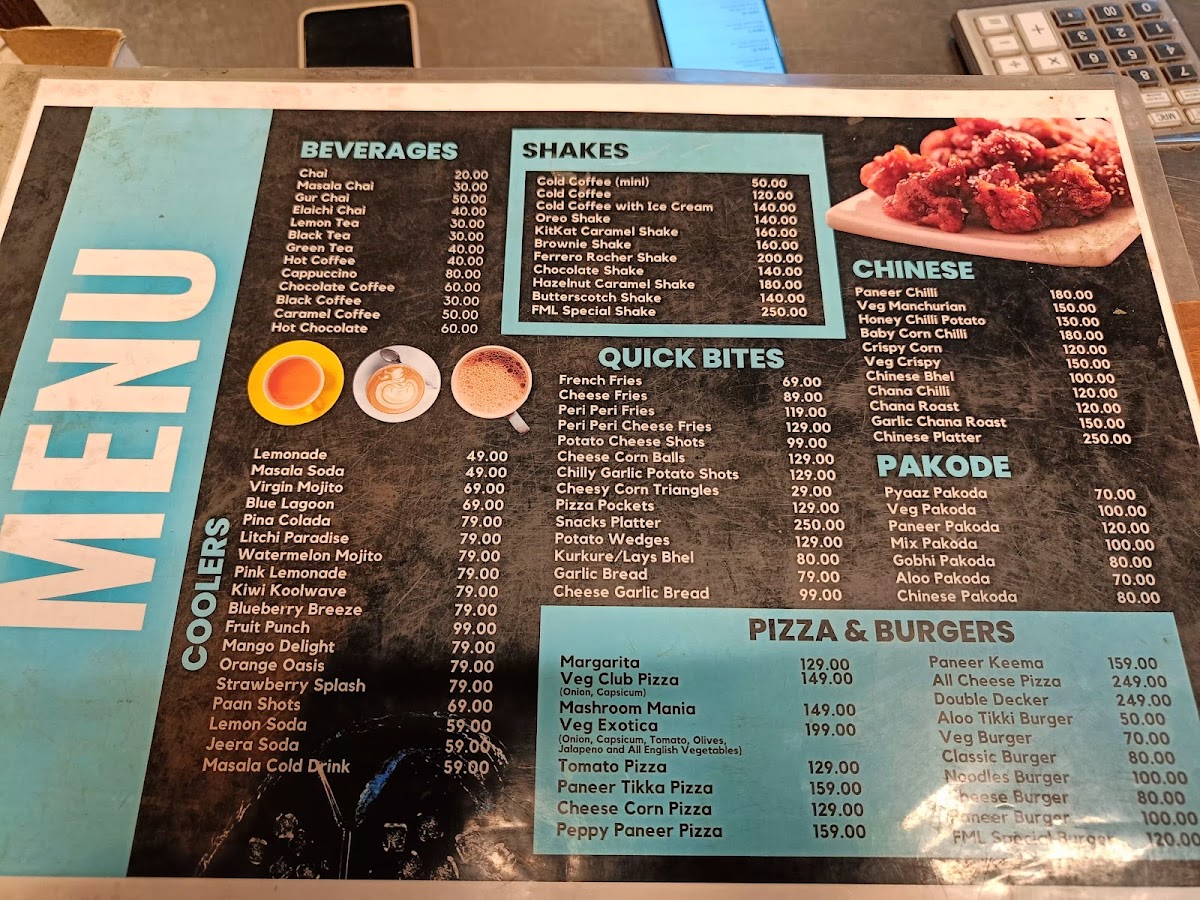 MENU
BEVERAGES
Chai 20.00
Masala Chai 30.00
Gur Chai 50.00
Elaichi Chai 40.00
Lemon Tea 30.00
Black Tea 30.00
Green Tea 40.00
Hot Coffee 40.00
Cappuccino 80.00
Chocolate Coffee 60.00
Black Coffee 30.00
Caramel Coffee 50.00
Hot Chocolate 60.00
COOLERS
Lemonade 49.00
Masala Soda 49.00
Virgin Mojito 69.00
Blue Lagoon 69.00
Pina Colada 79.00
Litchi Paradise 79.00
Watermelon Mojito 79.00
Pink Lemonade 79.00
Kiwi Koolwave 79.00
Blueberry Breeze 79.00
Fruit Punch 99.00
Mango Delight 79.00
Orange Oasis 79.00
Strawberry Splash 79.00
Paan Shots 69.00
Lemon Soda 59.00
Jeera Soda 59.00
Masala Cold Drink 59.00
SHAKES
Cold Coffee (mini) 50.00
Cold Coffee 120.00
Cold Coffee with Ice Cream 140.00
Oreo Shake 140.00
KitKat Caramel Shake 160.00
Brownie Shake 160.00
Ferrero Rocher Shake 200.00
Chocolate Shake 140.00
Hazelnut Caramel Shake 180.00
Butterscotch Shake 140.00
FML Special Shake 250.00
QUICK BITES
French Fries 69.00
Cheese Fries 89.00
Peri Peri Fries 119.00
Peri Peri Cheese Fries 129.00
Potato Cheese Shots 99.00
Cheese Corn Balls 129.00
Chilly Garlic Potato Shots 129.00
Cheesy Corn Triangles 29.00
Pizza Pockets 129.00
Snacks Platter 250.00
Potato Wedges 129.00
Kurkure/Lays Bhel 80.00
Garlic Bread 79.00
Cheese Garlic Bread 99.00
CHINESE
Paneer Chilli 180.00
Veg Manchurian 150.00
Honey Chilli Potato 130.00
Baby Corn Chilli 180.00
Crispy Corn 120.00
Veg Crispy 150.00
Chinese Bhel 100.00
Chana Chilli 120.00
Chana Roast 120.00
Garlic Chana Roast 150.00
Chinese Platter 250.00
PAKODE
Pyaaz Pakoda 70.00
Veg Pakoda 100.00
Paneer Pakoda 120.00
Mix Pakoda 100.00
Gobhi Pakoda 80.00
Aloo Pakoda 70.00
Chinese Pakoda 80.00
PIZZA & BURGERS
Margarita 129.00
Veg Club Pizza 149.00
(Onion, Capsicum)
Mashroom Mania 149.00
Veg Exotica 199.00
(Onion, Capsicum, Tomato, Olives,
Jalapeno and All English Vegetables)
Tomato Pizza 129.00
Paneer Tikka Pizza 159.00
Cheese Corn Pizza 129.00
Peppy Paneer Pizza 159.00
Paneer Keema 159.00
All Cheese Pizza 249.00
Double Decker 249.00
Aloo Tikki Burger 50.00
Veg Burger 70.00
Classic Burger 80.00
Noodles Burger 100.00
Cheese Burger 80.00
Paneer Burger 100.00
FML Special Burger 120.00